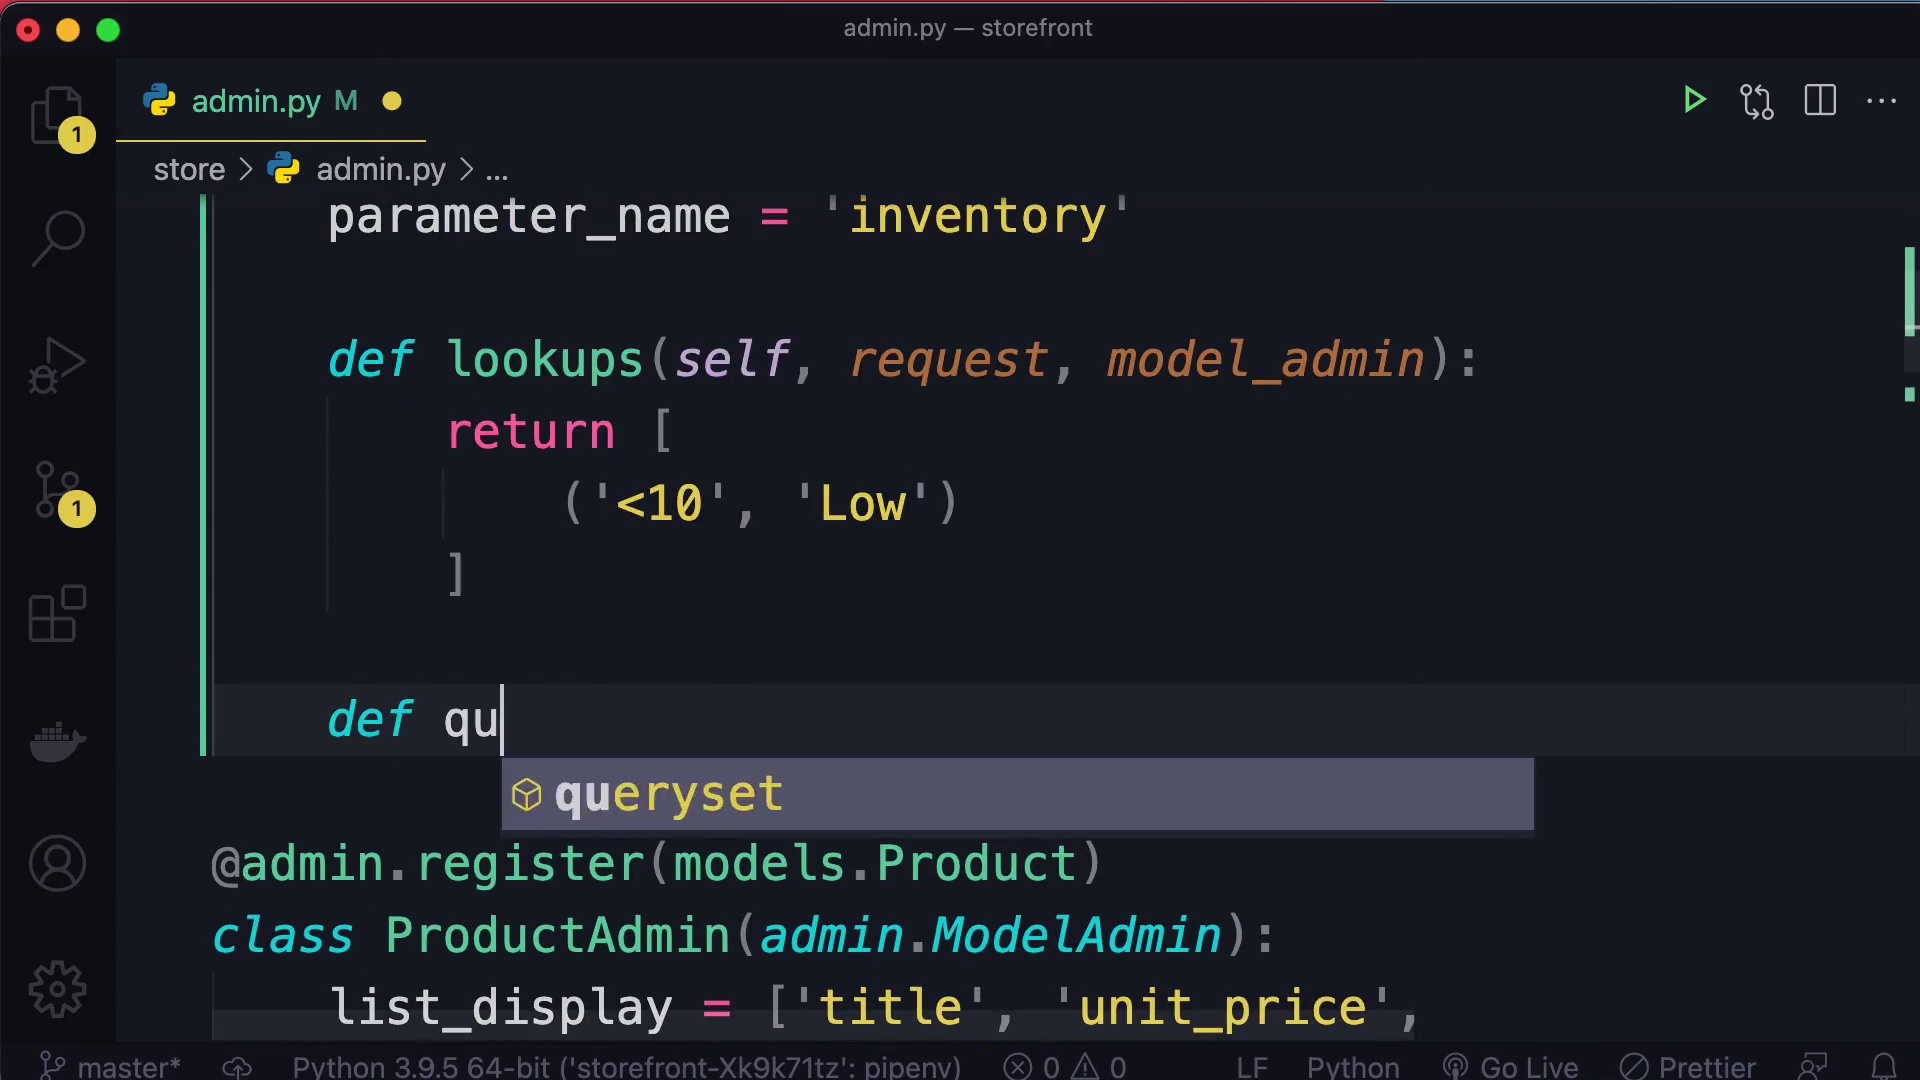 admin.py — storefront
admin.py M
store > admin.py > ...
parameter_name = 'inventory'
def lookups(self, request, model_admin):
return [
('<10', 'Low')
]
def qu
queryset
@admin.register(models.Product)
class ProductAdmin(admin.ModelAdmin):
list_display = ['title', 'unit_price',
1
1
master* Python 3.9.5 64-bit ('storefront-Xk9k71tz': pipenv) 0 0 LF Python Go Live Prettier